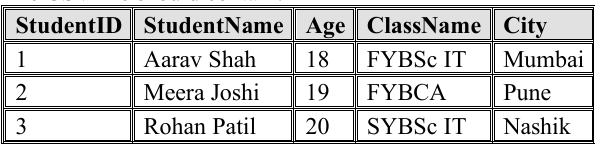 StudentID StudentName Age ClassName City
1 Aarav Shah 18 FYBSc IT Mumbai
2 Meera Joshi 19 FYBCA Pune
3 Rohan Patil 20 SYBSc IT Nashik